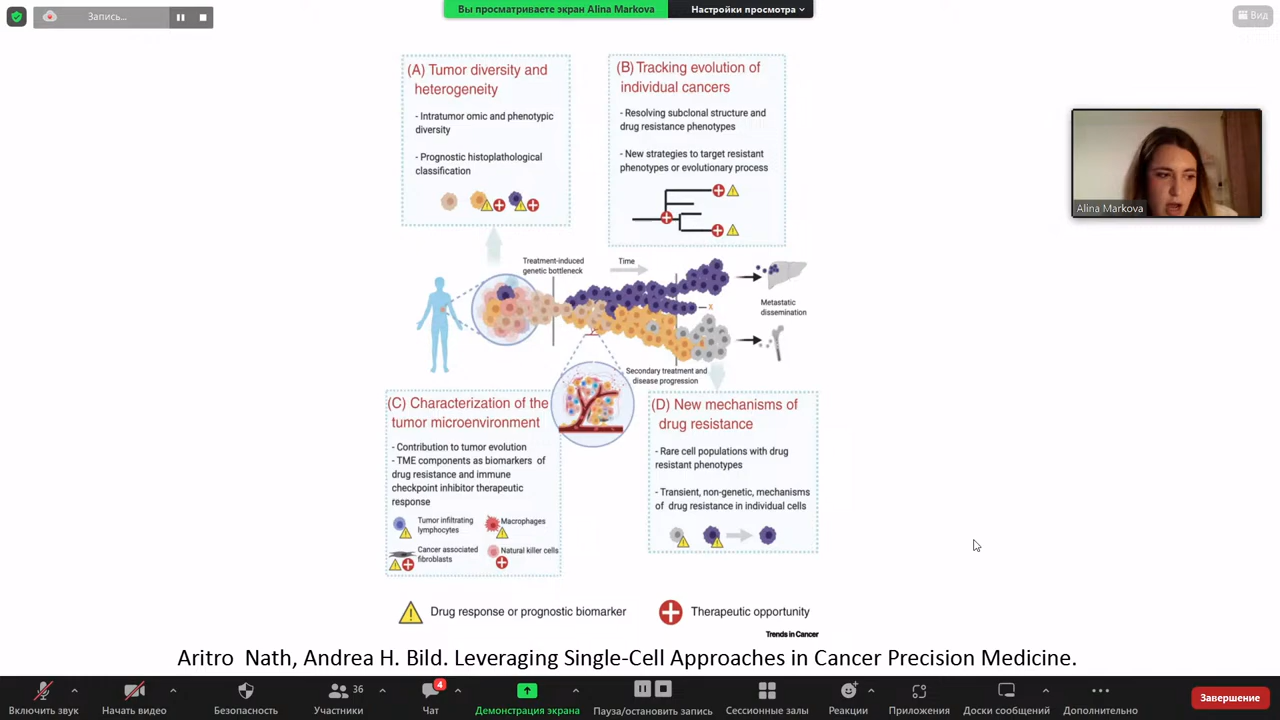 Запись...
Вы просматриваете экран Alina Markova
Настройки просмотра
Вид
(A) Tumor diversity and
heterogeneity
- Intratumor omic and phenotypic
diversity
- Prognostic histoplathological
classification
(B) Tracking evolution of
individual cancers
- Resolving subclonal structure and
drug resistance phenotypes
- New strategies to target resistant
phenotypes or evolutionary process
Alina Markova
Treatment-induced
genetic bottleneck
Time
Metastatic
dissemination
X
Secondary treatment and
disease progression
(C) Characterization of the
tumor microenvironment
- Contribution to tumor evolution
- TME components as biomarkers of
drug resistance and immune
checkpoint inhibitor therapeutic
response
Tumor infiltrating
lymphocytes
Macrophages
Cancer associated
fibroblasts
Natural killer cells
(D) New mechanisms of
drug resistance
- Rare cell populations with drug
resistant phenotypes
- Transient, non-genetic, mechanisms
of drug resistance in individual cells
Drug response or prognostic biomarker
Therapeutic opportunity
Trends in Cancer
Aritro Nath, Andrea H. Bild. Leveraging Single-Cell Approaches in Cancer Precision Medicine.
Включить звук
Начать видео
Безопасность
36
Участники
4
Чат
Демонстрация экрана
Пауза/остановить запись
Сессионные залы
Реакции
Приложения
Доски сообщений
Дополнительно
Завершение